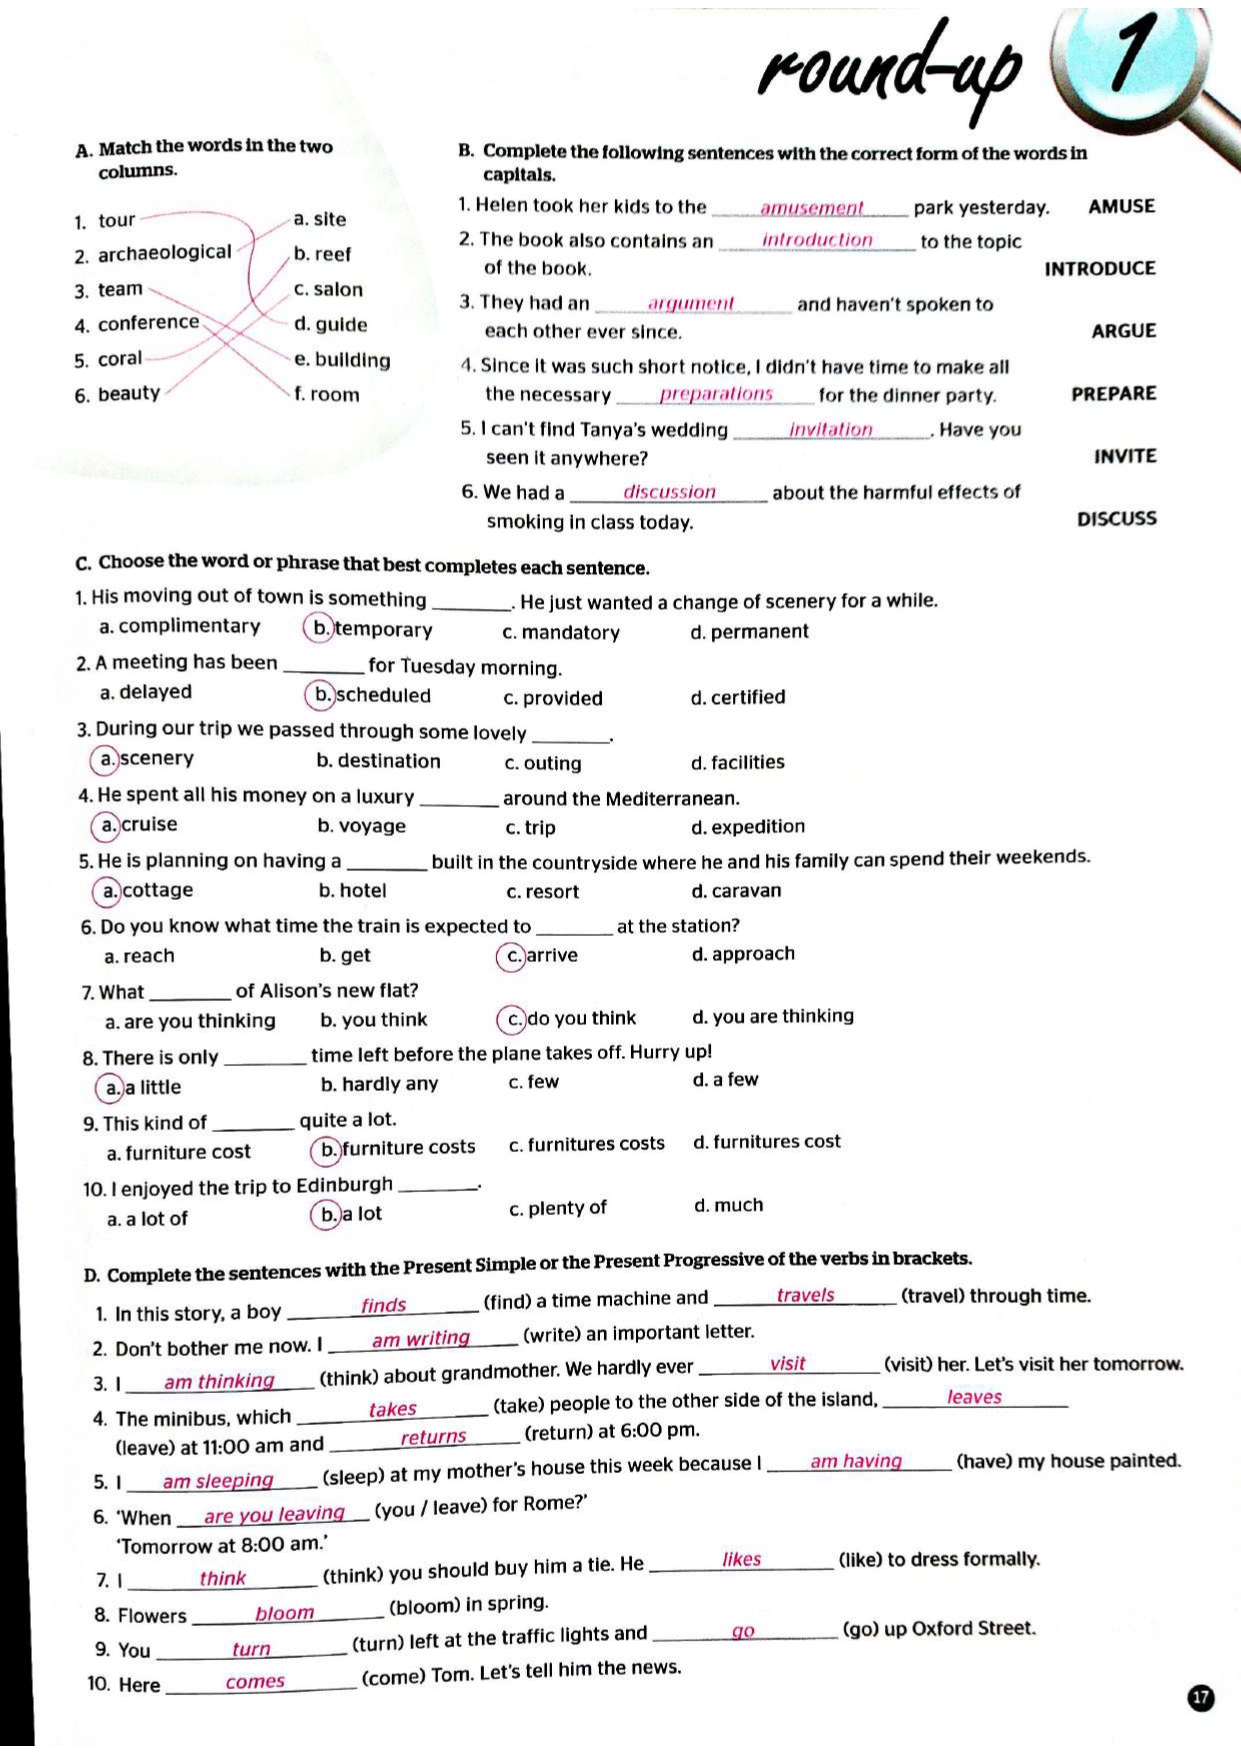 round-up 1
A. Match the words in the two
columns.
1. tour
2. archaeological
3. team
4. conference
5. coral
6. beauty
a. site
b. reef
c. salon
d. guide
e. building
f. room
B. Complete the following sentences with the correct form of the words in
capitals.
1. Helen took her kids to the amusement park yesterday. AMUSE
2. The book also contains an introduction to the topic
of the book. INTRODUCE
3. They had an argument and haven't spoken to
each other ever since. ARGUE
4. Since it was such short notice, I didn't have time to make all
the necessary preparations for the dinner party. PREPARE
5. I can't find Tanya's wedding invitation. Have you
seen it anywhere? INVITE
6. We had a discussion about the harmful effects of
smoking in class today. DISCUSS
C. Choose the word or phrase that best completes each sentence.
1. His moving out of town is something ________. He just wanted a change of scenery for a while.
a. complimentary b. temporary c. mandatory d. permanent
2. A meeting has been ________ for Tuesday morning.
a. delayed b. scheduled c. provided d. certified
3. During our trip we passed through some lovely ________.
a. scenery b. destination c. outing d. facilities
4. He spent all his money on a luxury ________ around the Mediterranean.
a. cruise b. voyage c. trip d. expedition
5. He is planning on having a ________ built in the countryside where he and his family can spend their weekends.
a. cottage b. hotel c. resort d. caravan
6. Do you know what time the train is expected to ________ at the station?
a. reach b. get c. arrive d. approach
7. What ________ of Alison's new flat?
a. are you thinking b. you think c. do you think d. you are thinking
8. There is only ________ time left before the plane takes off. Hurry up!
a. a little b. hardly any c. few d. a few
9. This kind of ________ quite a lot.
a. furniture cost b. furniture costs c. furnitures costs d. furnitures cost
10. I enjoyed the trip to Edinburgh ________.
a. a lot of b. a lot c. plenty of d. much
D. Complete the sentences with the Present Simple or the Present Progressive of the verbs in brackets.
1. In this story, a boy finds (find) a time machine and travels (travel) through time.
2. Don't bother me now. I am writing (write) an important letter.
3. I am thinking (think) about grandmother. We hardly ever visit (visit) her. Let's visit her tomorrow.
4. The minibus, which takes (take) people to the other side of the island, leaves
(leave) at 11:00 am and returns (return) at 6:00 pm.
5. I am sleeping (sleep) at my mother's house this week because I am having (have) my house painted.
6. 'When are you leaving (you / leave) for Rome?'
'Tomorrow at 8:00 am.'
7. I think (think) you should buy him a tie. He likes (like) to dress formally.
8. Flowers bloom (bloom) in spring.
9. You turn (turn) left at the traffic lights and go (go) up Oxford Street.
10. Here comes (come) Tom. Let's tell him the news.
17